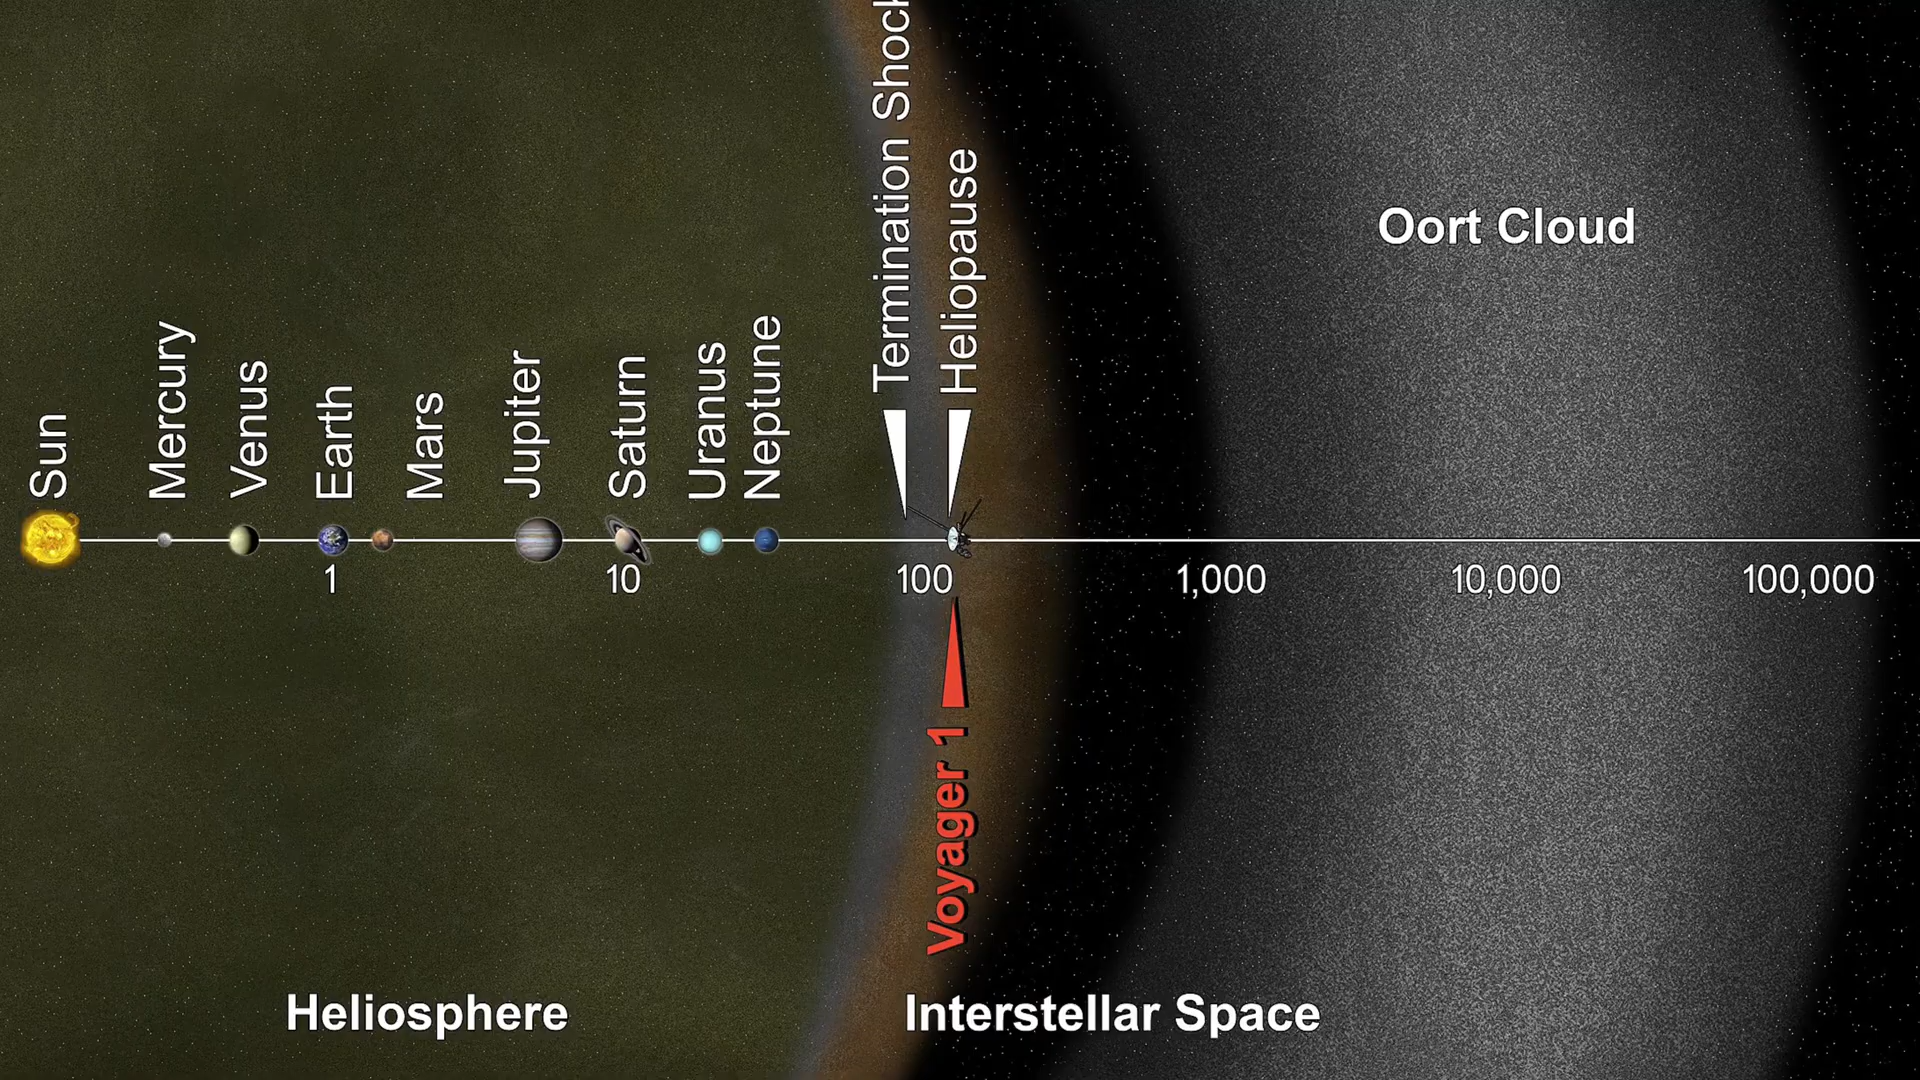 Sun
Mercury
Venus
Earth
Mars
Jupiter
Saturn
Uranus
Neptune
Termination Shock
Heliopause
Oort Cloud
1
10
100
1,000
10,000
100,000
Voyager 1
Heliosphere
Interstellar Space